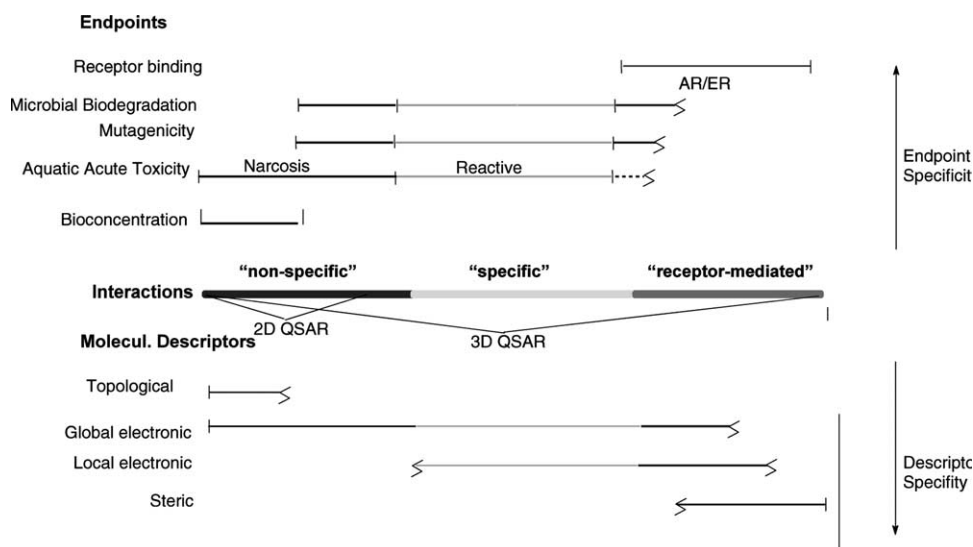 Endpoints
Receptor binding
AR/ER
Microbial Biodegradation
Mutagenicity
Aquatic Acute Toxicity
Narcosis
Reactive
Endpoint
Specificit
Bioconcentration
"non-specific"
"specific"
"receptor-mediated"
Interactions
2D QSAR
3D QSAR
Molecul. Descriptors
Topological
Global electronic
Local electronic
Descripto
Specifity
Steric